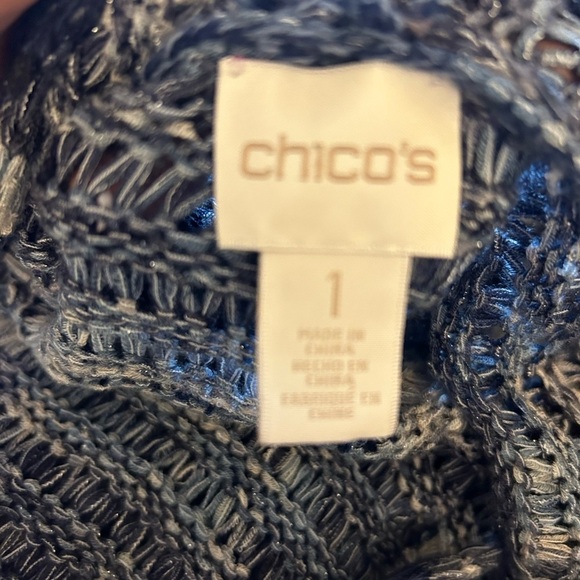 chico's
1
MADE IN
CHINA
HECHO EN
CHINA
FABRIQUÉ EN
CHINE